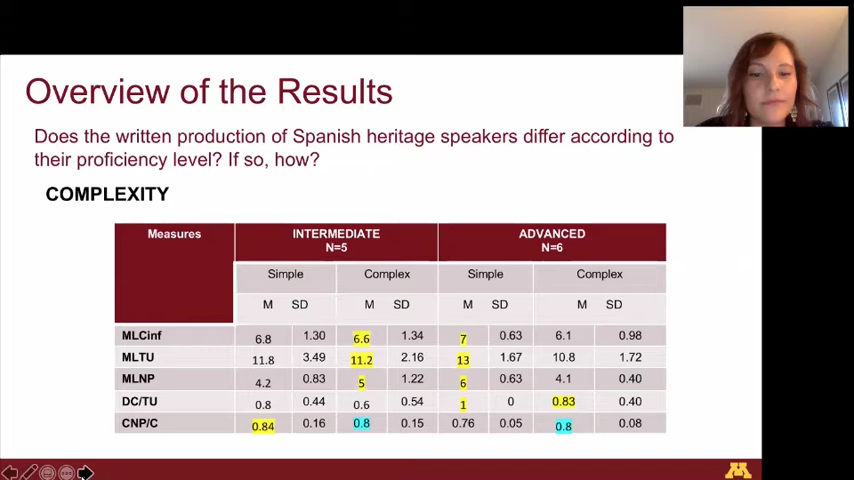 Overview of the Results
Does the written production of Spanish heritage speakers differ according to
their proficiency level? If so, how?
COMPLEXITY
Measures INTERMEDIATE ADVANCED
N=5 N=6
Simple Complex Simple Complex
M SD M SD M SD M SD
MLCinf 6.8 1.30 6.6 1.34 7 0.63 6.1 0.98
MLTU 11.8 3.49 11.2 2.16 13 1.67 10.8 1.72
MLNP 4.2 0.83 5 1.22 6 0.63 4.1 0.40
DC/TU 0.8 0.44 0.6 0.54 1 0 0.83 0.40
CNP/C 0.84 0.16 0.8 0.15 0.76 0.05 0.8 0.08
M